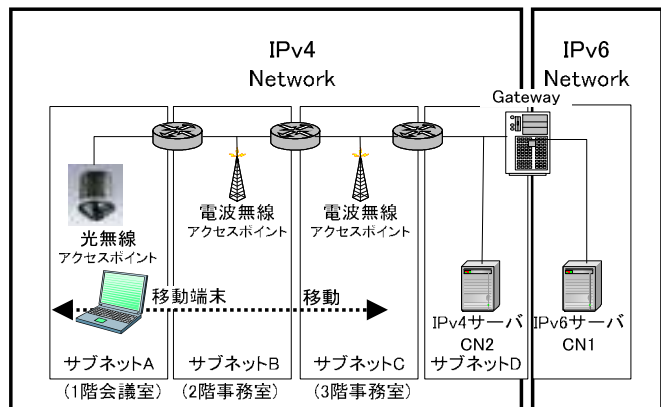 IPv4
Network
IPv6
Network
Gateway
光無線
アクセスポイント
電波無線
アクセスポイント
電波無線
アクセスポイント
移動端末
移動
IPv4サーバ
CN2
IPv6サーバ
CN1
サブネットA
(1階会議室)
サブネットB
(2階事務室)
サブネットC
(3階事務室)
サブネットD